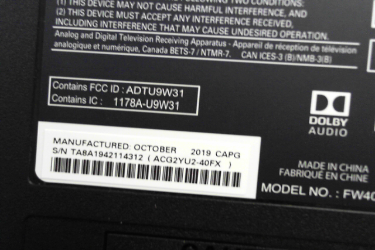 (1) THIS DEVICE MAY NOT CAUSE HARMFUL INTERFERENCE, AND
(2) THIS DEVICE MUST ACCEPT ANY INTERFERENCE
INCLUDING INTERFERENCE THAT MAY CAUSE UNDESIRED OPERATION.
Analog and Digital Television Receiving Apparatus - Appareil de réception de télévision
analogique et numérique, Canada BETS-7 / NTMR-7. CAN ICES-3 (B)/NMB-3(B)
Contains FCC ID : ADTU9W31
Contains IC : 1178A-U9W31
DOLBY
AUDIO
MANUFACTURED OCTOBER 2019 CAPG
S/N TA8A1942114312 ( ACG2YU2-40FX )
MADE IN CHINA
FABRIQUÉ EN CHINE
MODEL NO. : FW40